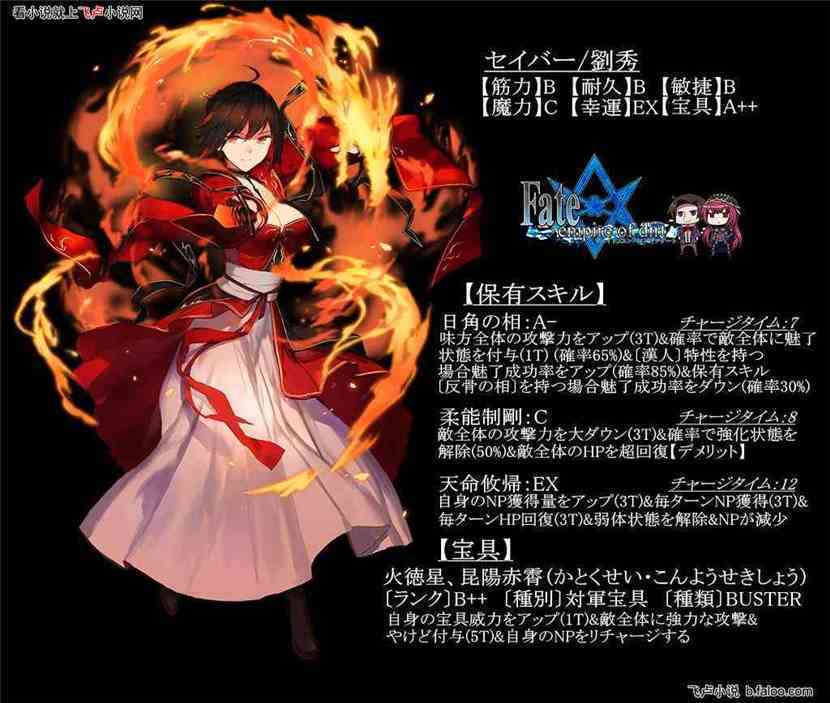 看小说就上飞卢小说网
セイバー/劉秀
【筋力】B 【耐久】B 【敏捷】B
【魔力】C 【幸運】EX【宝具】A++
Fate
empire of dirt
【保有スキル】
日角の相：A-
チャージタイム：7
味方全体の攻撃力をアップ(3T)&確率で敵全体に魅了
状態を付与(1T) (確率65%)&〔漢人〕特性を持つ
場合魅了成功率をアップ(確率85%)&保有スキル
〔反骨の相〕を持つ場合魅了成功率をダウン(確率30%)
柔能制剛：C
チャージタイム：8
敵全体の攻撃力を大ダウン(3T)&確率で強化状態を
解除(50%)&敵全体のHPを超回復【デメリット】
天命攸帰：EX
チャージタイム：12
自身のNP獲得量をアップ(3T)&毎ターンNP獲得(3T)&
毎ターンHP回復(3T)&弱体状態を解除&NPが減少
【宝具】
火徳星、昆陽赤霄（かとくせい・こんようせきしょう）
〔ランク〕B++ 〔種別〕対軍宝具 〔種類〕BUSTER
自身の宝具威力をアップ(1T)&敵全体に強力な攻撃&
やけど付与(5T)&自身のNPをリチャージする
飞卢小说 b.faloo.com